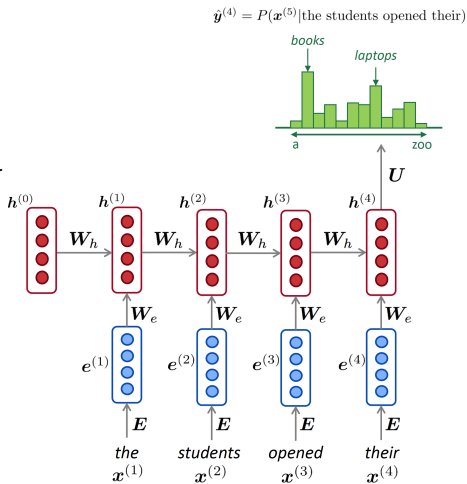 ŷ⁽⁴⁾ = P(x⁽⁵⁾|the students opened their)
books
laptops
a zoo
U
h⁽⁰⁾ h⁽¹⁾ h⁽²⁾ h⁽³⁾ h⁽⁴⁾
W_h W_h W_h W_h
W_e W_e W_e W_e
e⁽¹⁾ e⁽²⁾ e⁽³⁾ e⁽⁴⁾
E E E E
the students opened their
x⁽¹⁾ x⁽²⁾ x⁽³⁾ x⁽⁴⁾